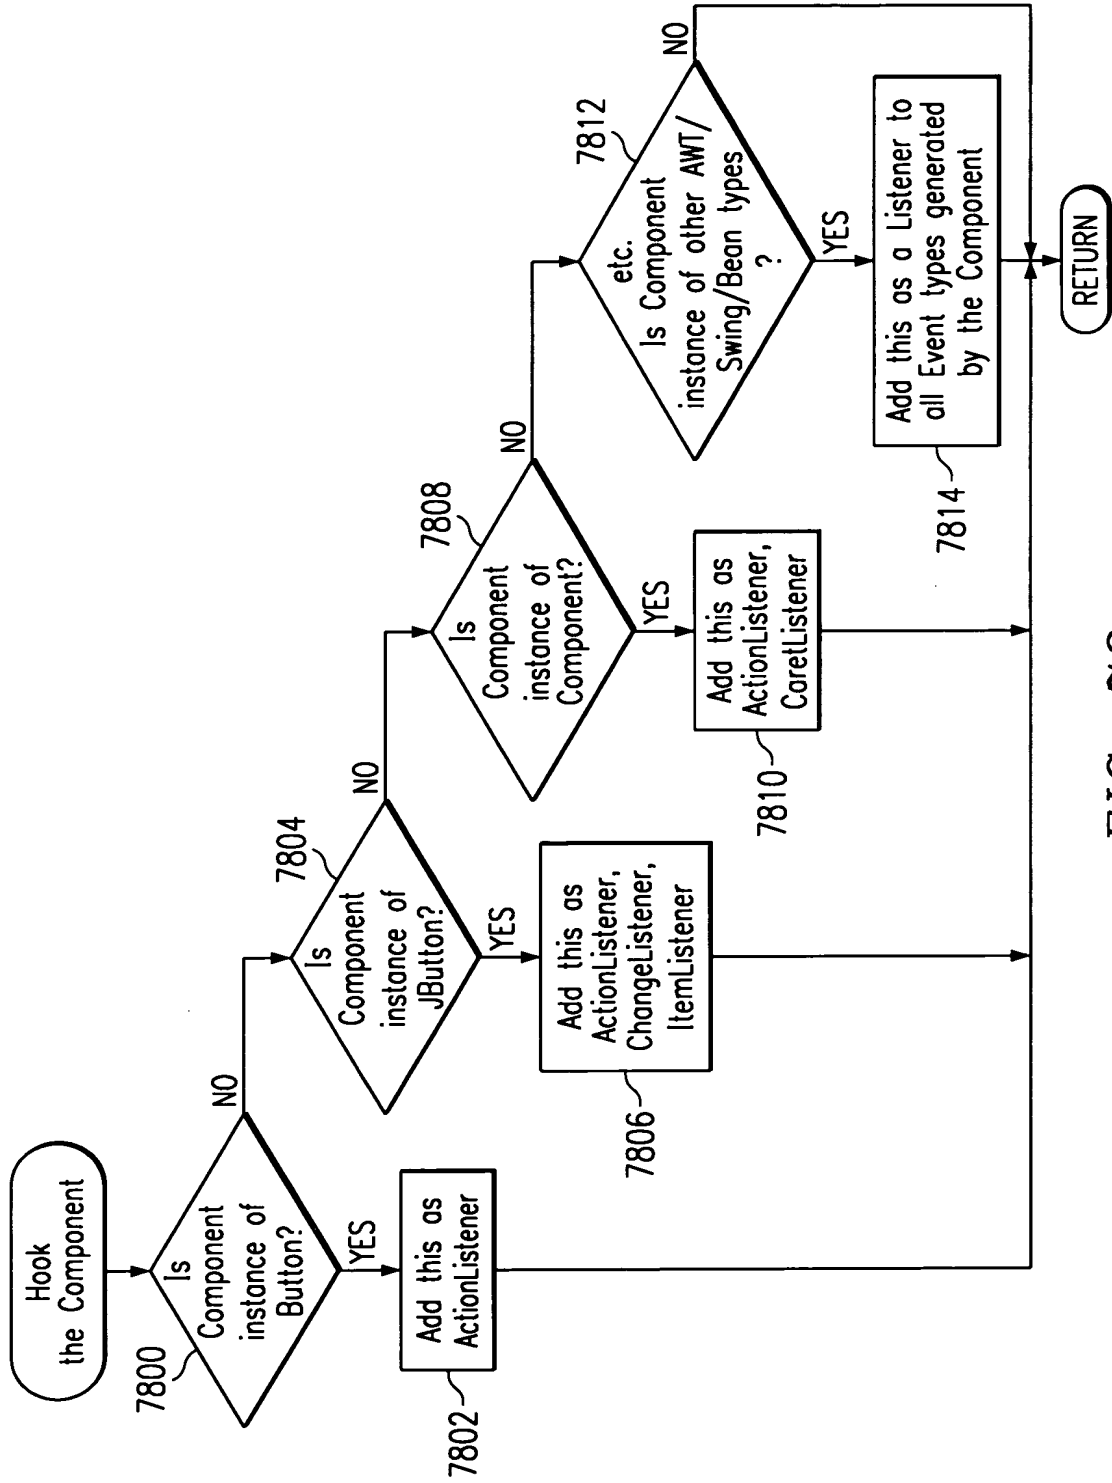 Hook
the Component
7800
Is
Component
instance of
Button?
NO
YES
7802
Add this as
ActionListener
7804
Is
Component
instance of
JButton?
NO
YES
7806
Add this as
ActionListener,
ChangeListener,
ItemListener
7808
Is
Component
instance of
Component?
NO
YES
7810
Add this as
ActionListener,
CaretListener
7812
etc.
Is Component
instance of other AWT/
Swing/Bean types
?
NO
YES
7814
Add this as a Listener to
all Event types generated
by the Component
RETURN